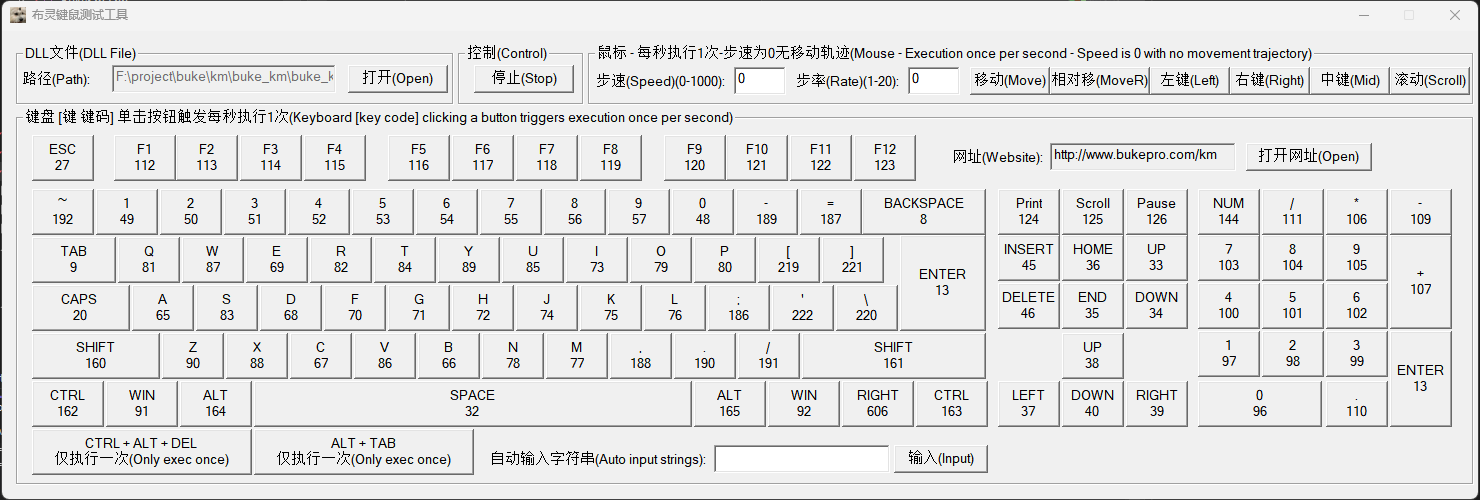 布灵键鼠测试工具
DLL文件(DLL File)
路径(Path): F:\project\buke\km\buke_km\buke_k 打开(Open)
控制(Control)
停止(Stop)
鼠标 - 每秒执行1次-步速为0无移动轨迹(Mouse - Execution once per second - Speed is 0 with no movement trajectory)
步速(Speed)(0-1000): 0 步率(Rate)(1-20): 0 移动(Move) 相对移(MoveR) 左键(Left) 右键(Right) 中键(Mid) 滚动(Scroll)
键盘 [键 键码] 单击按钮触发每秒执行1次(Keyboard [key code] clicking a button triggers execution once per second)
ESC F1 F2 F3 F4 F5 F6 F7 F8 F9 F10 F11 F12
27 112 113 114 115 116 117 118 119 120 121 122 123
网址(Website): http://www.bukepro.com/km 打开网址(Open)
~ 1 2 3 4 5 6 7 8 9 0 - = BACKSPACE Print Scroll Pause NUM / * -
192 49 50 51 52 53 54 55 56 57 48 189 187 8 124 125 126 144 111 106 109
TAB Q W E R T Y U I O P [ ] INSERT HOME UP 7 8 9
9 81 87 69 82 84 89 85 73 79 80 219 221 45 36 33 103 104 105
ENTER
13
+
107
CAPS A S D F G H J K L ; ' \ DELETE END DOWN 4 5 6
20 65 83 68 70 71 72 74 75 76 186 222 220 46 35 34 100 101 102
SHIFT Z X C V B N M , . / SHIFT UP 1 2 3
160 90 88 67 86 66 78 77 188 190 191 161 38 97 98 99
ENTER
13
CTRL WIN ALT SPACE ALT WIN RIGHT CTRL LEFT DOWN RIGHT 0 .
162 91 164 32 165 92 606 163 37 40 39 96 110
CTRL + ALT + DEL ALT + TAB
仅执行一次(Only exec once) 仅执行一次(Only exec once)
自动输入字符串(Auto input strings): 输入(Input)